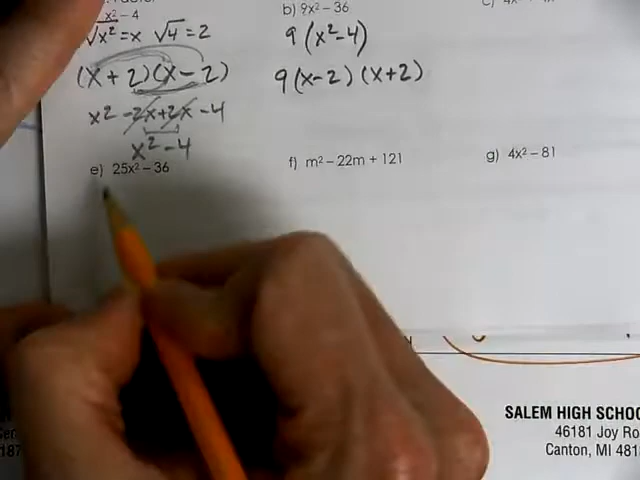 x² – 4
b) 9x² – 36
√x² = x √4 = 2
9 (x² – 4)
(x + 2)(x – 2)
9(x – 2) (x + 2)
x² – 2x + 2x – 4
x² – 4
e) 25x² – 36
f) m² – 22m + 121
g) 4x² – 81
SALEM HIGH SCHO
46181 Joy Ro
Canton, MI 481